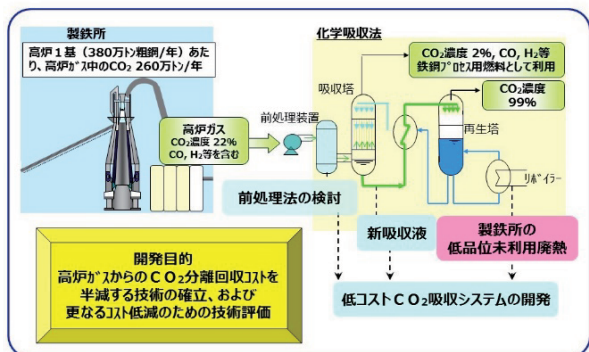 製鉄所
高炉1基(380万トン粗鋼/年)あた
り、高炉ガス中のCO2 260万トン/年
高炉ガス
CO2濃度 22%
CO, H2等を含む
化学吸収法
CO2濃度 2%, CO, H2等
鉄鋼プロセス用燃料として利用
CO2濃度
99%
吸収塔
前処理装置
再生塔
リボイラー
前処理法の検討
新吸収液
製鉄所の
低品位未利用廃熱
低コストCO2吸収システムの開発
開発目的
高炉ガスからのCO2分離回収コストを
半減する技術の確立、および
更なるコスト低減のための技術評価